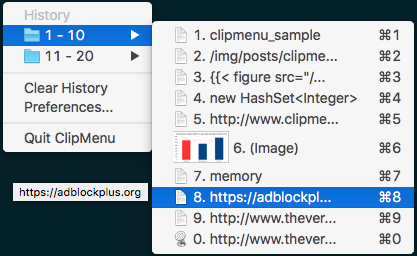 History
1 - 10
11 - 20
Clear History
Preferences...
Quit ClipMenu
https://adblockplus.org
1. clipmenu_sample ⌘1
2. /img/posts/clipme... ⌘2
3. {{< figure src="/... ⌘3
4. new HashSet<Integer> ⌘4
5. http://www.clipme... ⌘5
6. (Image) ⌘6
7. memory ⌘7
8. https://adblockpl... ⌘8
9. http://www.thever... ⌘9
0. http://www.thever... ⌘0